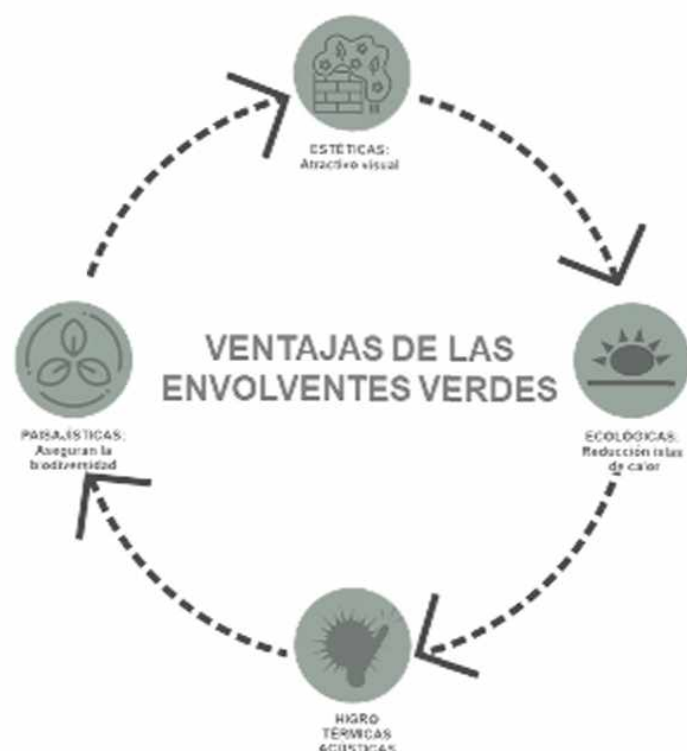 ESTÉTICAS:
Atractivo visual
VENTAJAS DE LAS
ENVOLVENTES VERDES
PAISAJÍSTICAS:
Aseguran la
biodiversidad
ECOLÓGICAS:
Reducción islas
de calor
HIGRO
TÉRMICAS
ACÚSTICAS